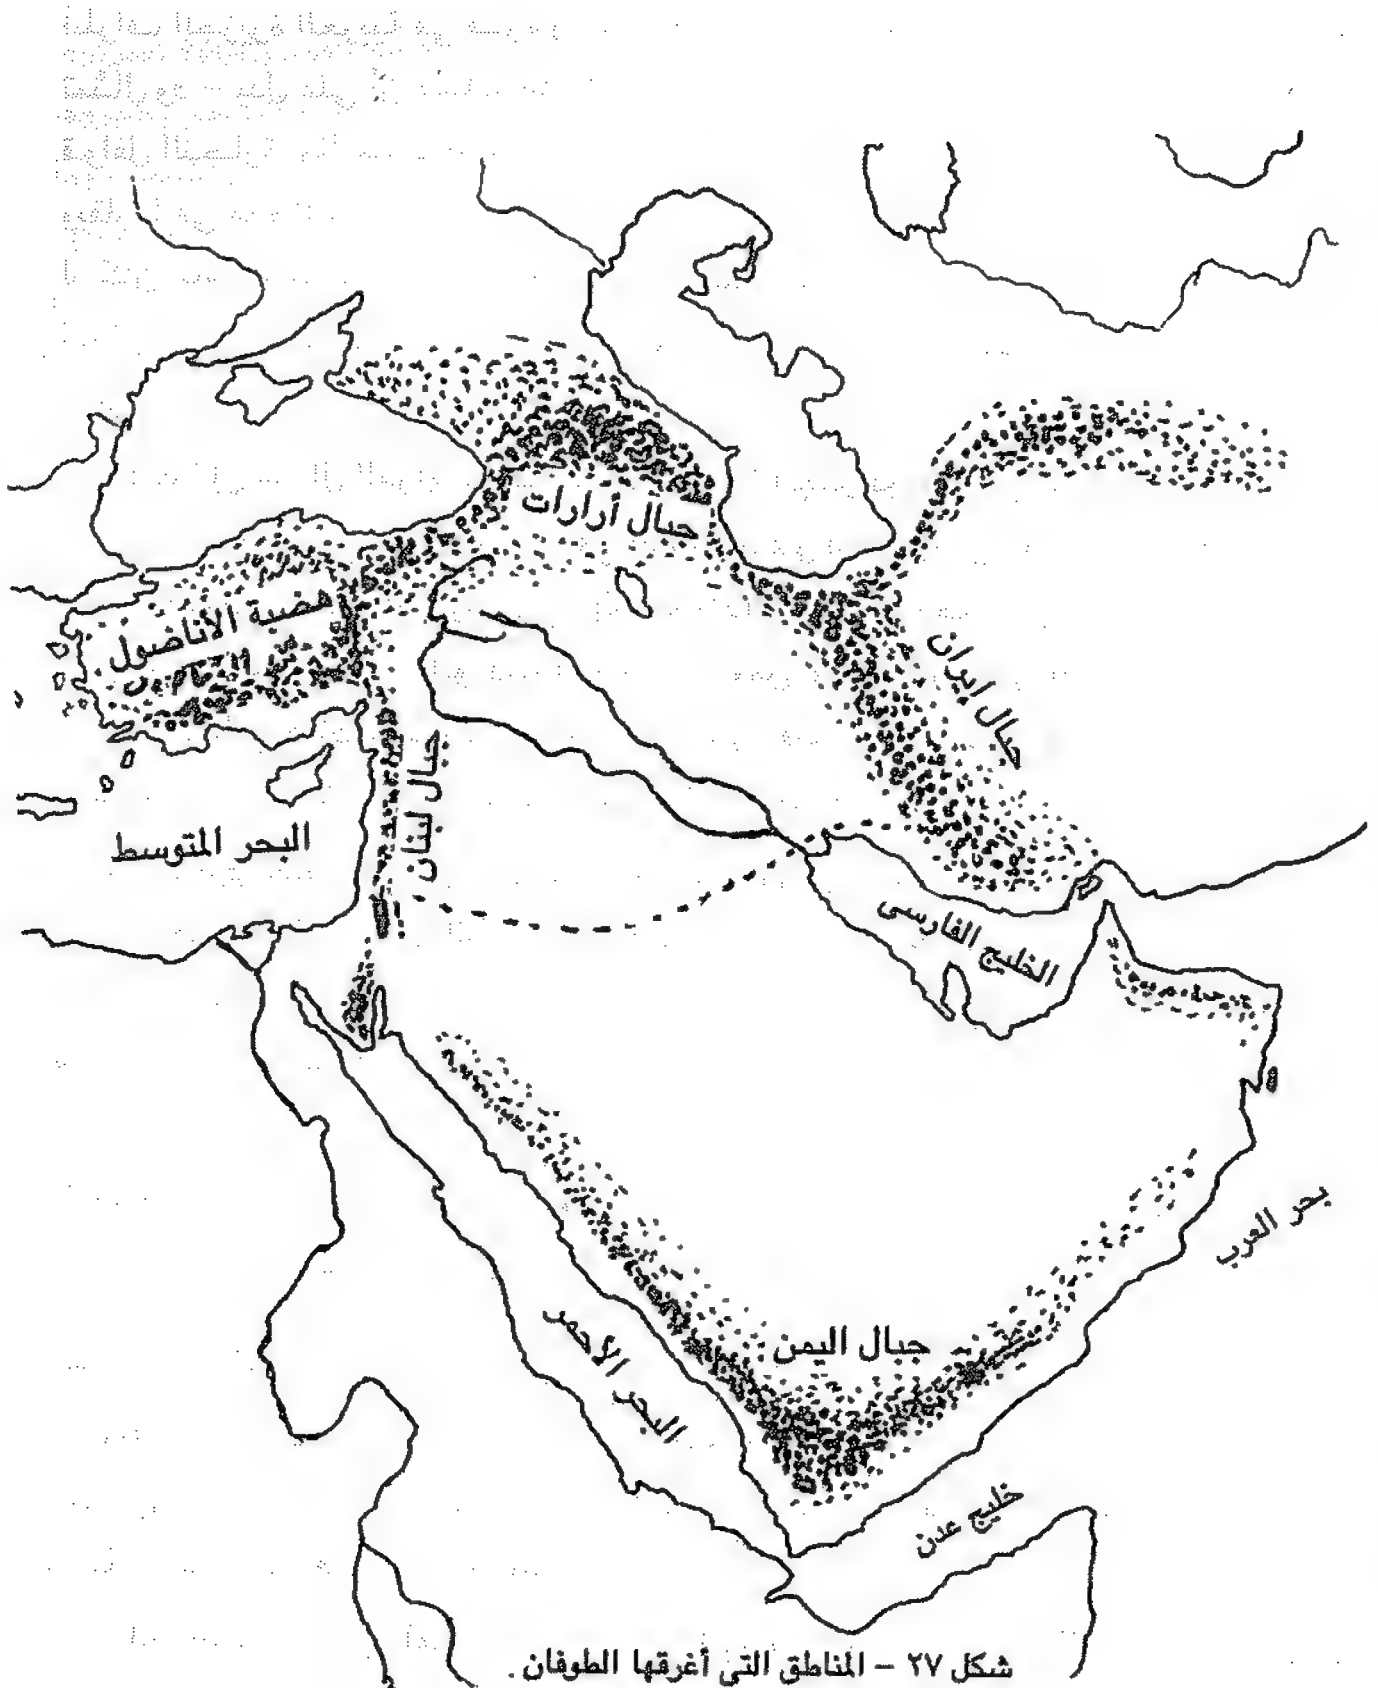 جبال أرارات
هضبة الأناضول
جبال ايران
جبال لبنان
البحر المتوسط
الخليج الفارسى
بحر العرب
جبال اليمن
البحر الأحمر
خليج عدن
شكل ٢٧ – المناطق التى أغرقها الطوفان .